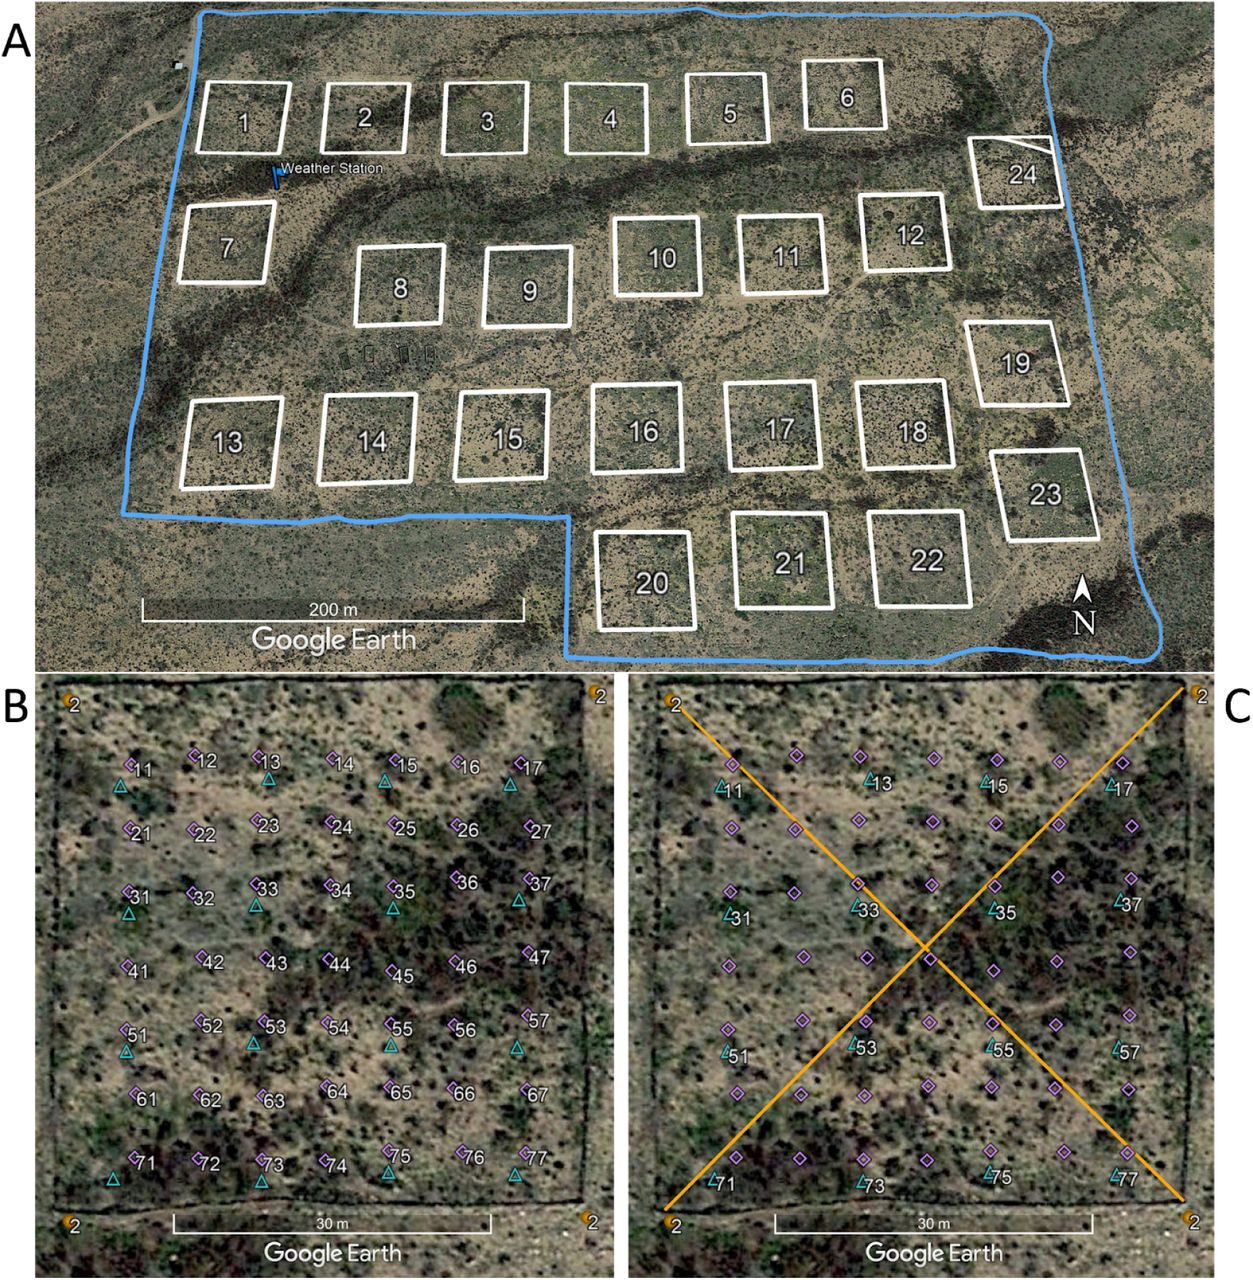 A
1 2 3 4 5 6
Weather Station
24
7 8 9 10 11 12
19
13 14 15 16 17 18
23
20 21 22
200 m
Google Earth
N
B
2 2
11 12 13 14 15 16 17
21 22 23 24 25 26 27
31 32 33 34 35 36 37
41 42 43 44 45 46 47
51 52 53 54 55 56 57
61 62 63 64 65 66 67
71 72 73 74 75 76 77
2 2
30 m
Google Earth
C
2 2
11 13 15 17
31 33 35 37
51 53 55 57
71 73 75 77
2 2
30 m
Google Earth